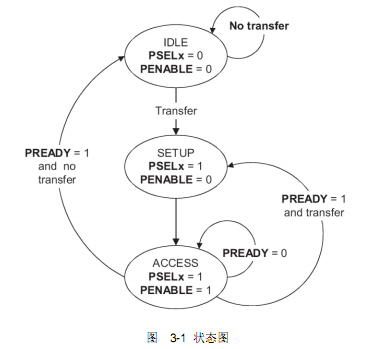 No transfer
IDLE
PSELx = 0
PENABLE = 0
Transfer
PREADY = 1
and no
transfer
SETUP
PSELx = 1
PENABLE = 0
PREADY = 1
and transfer
PREADY = 0
ACCESS
PSELx = 1
PENABLE = 1
图 3-1 状态图